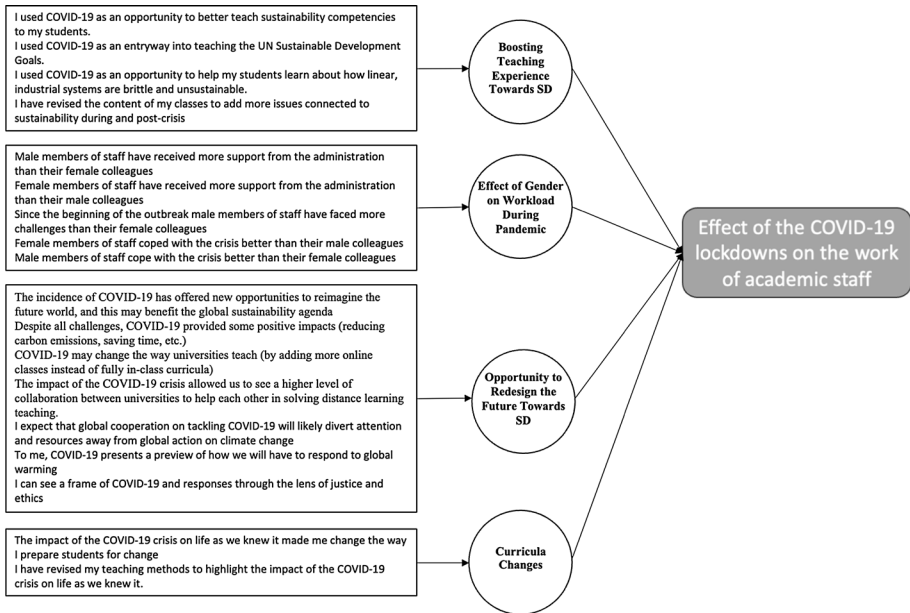 I used COVID-19 as an opportunity to better teach sustainability competencies
to my students.
I used COVID-19 as an entryway into teaching the UN Sustainable Development
Goals.
I used COVID-19 as an opportunity to help my students learn about how linear,
industrial systems are brittle and unsustainable.
I have revised the content of my classes to add more issues connected to
sustainability during and post-crisis
Boosting
Teaching
Experience
Towards SD
Male members of staff have received more support from the administration
than their female colleagues
Female members of staff have received more support from the administration
than their male colleagues
Since the beginning of the outbreak male members of staff have faced more
challenges than their female colleagues
Female members of staff coped with the crisis better than their male colleagues
Male members of staff cope with the crisis better than their female colleagues
Effect of Gender
on Workload
During
Pandemic
Effect of the COVID-19
lockdowns on the work
of academic staff
The incidence of COVID-19 has offered new opportunities to reimagine the
future world, and this may benefit the global sustainability agenda
Despite all challenges, COVID-19 provided some positive impacts (reducing
carbon emissions, saving time, etc.)
COVID-19 may change the way universities teach (by adding more online
classes instead of fully in-class curricula)
The impact of the COVID-19 crisis allowed us to see a higher level of
collaboration between universities to help each other in solving distance learning
teaching.
I expect that global cooperation on tackling COVID-19 will likely divert attention
and resources away from global action on climate change
To me, COVID-19 presents a preview of how we will have to respond to global
warming
I can see a frame of COVID-19 and responses through the lens of justice and
ethics
Opportunity to
Redesign the
Future Towards
SD
The impact of the COVID-19 crisis on life as we knew it made me change the way
I prepare students for change
I have revised my teaching methods to highlight the impact of the COVID-19
crisis on life as we knew it.
Curricula
Changes